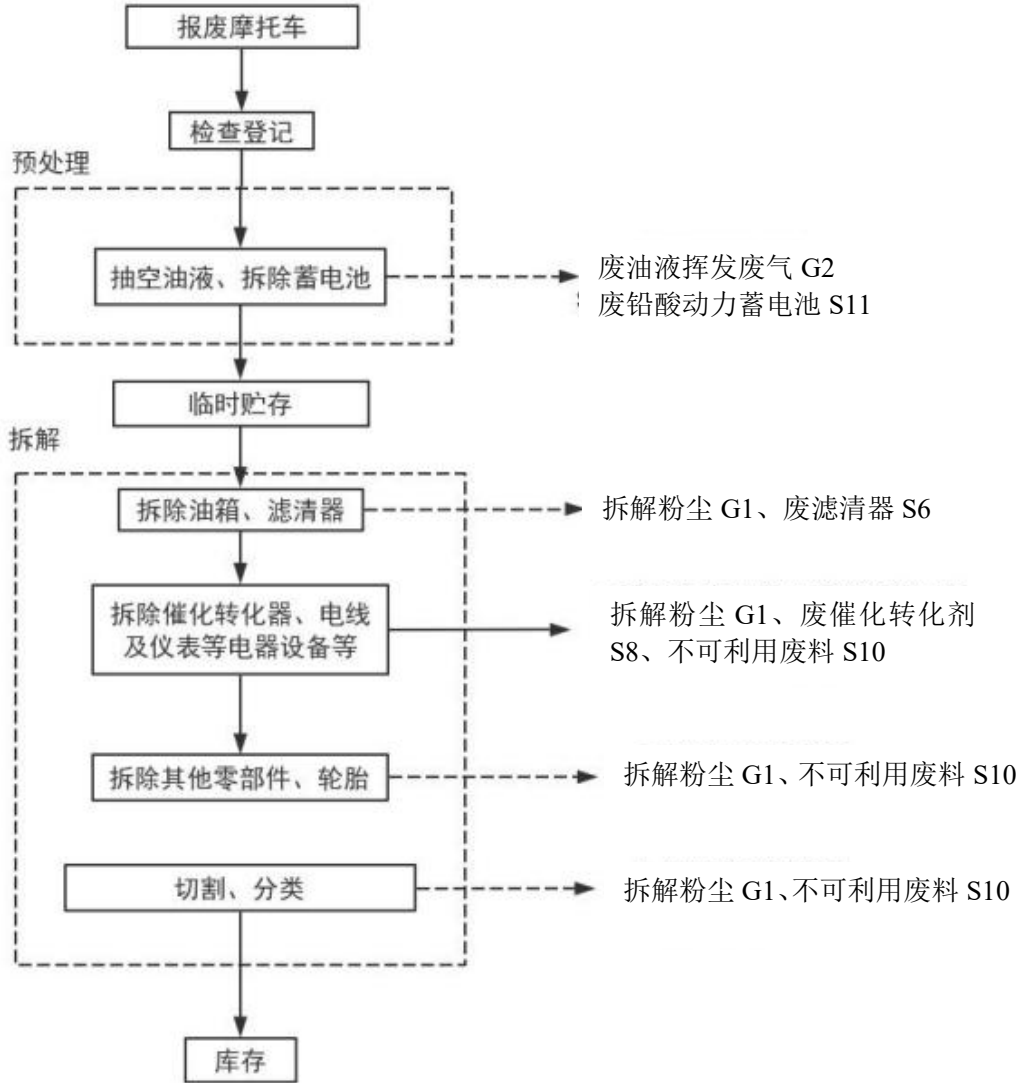 报废摩托车
检查登记
预处理
抽空油液、拆除蓄电池
废油液挥发废气 G2
废铅酸动力蓄电池 S11
临时贮存
拆解
拆除油箱、滤清器
拆解粉尘 G1、废滤清器 S6
拆除催化转化器、电线
及仪表等电器设备等
拆解粉尘 G1、废催化转化剂
S8、不可利用废料 S10
拆除其他零部件、轮胎
拆解粉尘 G1、不可利用废料 S10
切割、分类
拆解粉尘 G1、不可利用废料 S10
库存